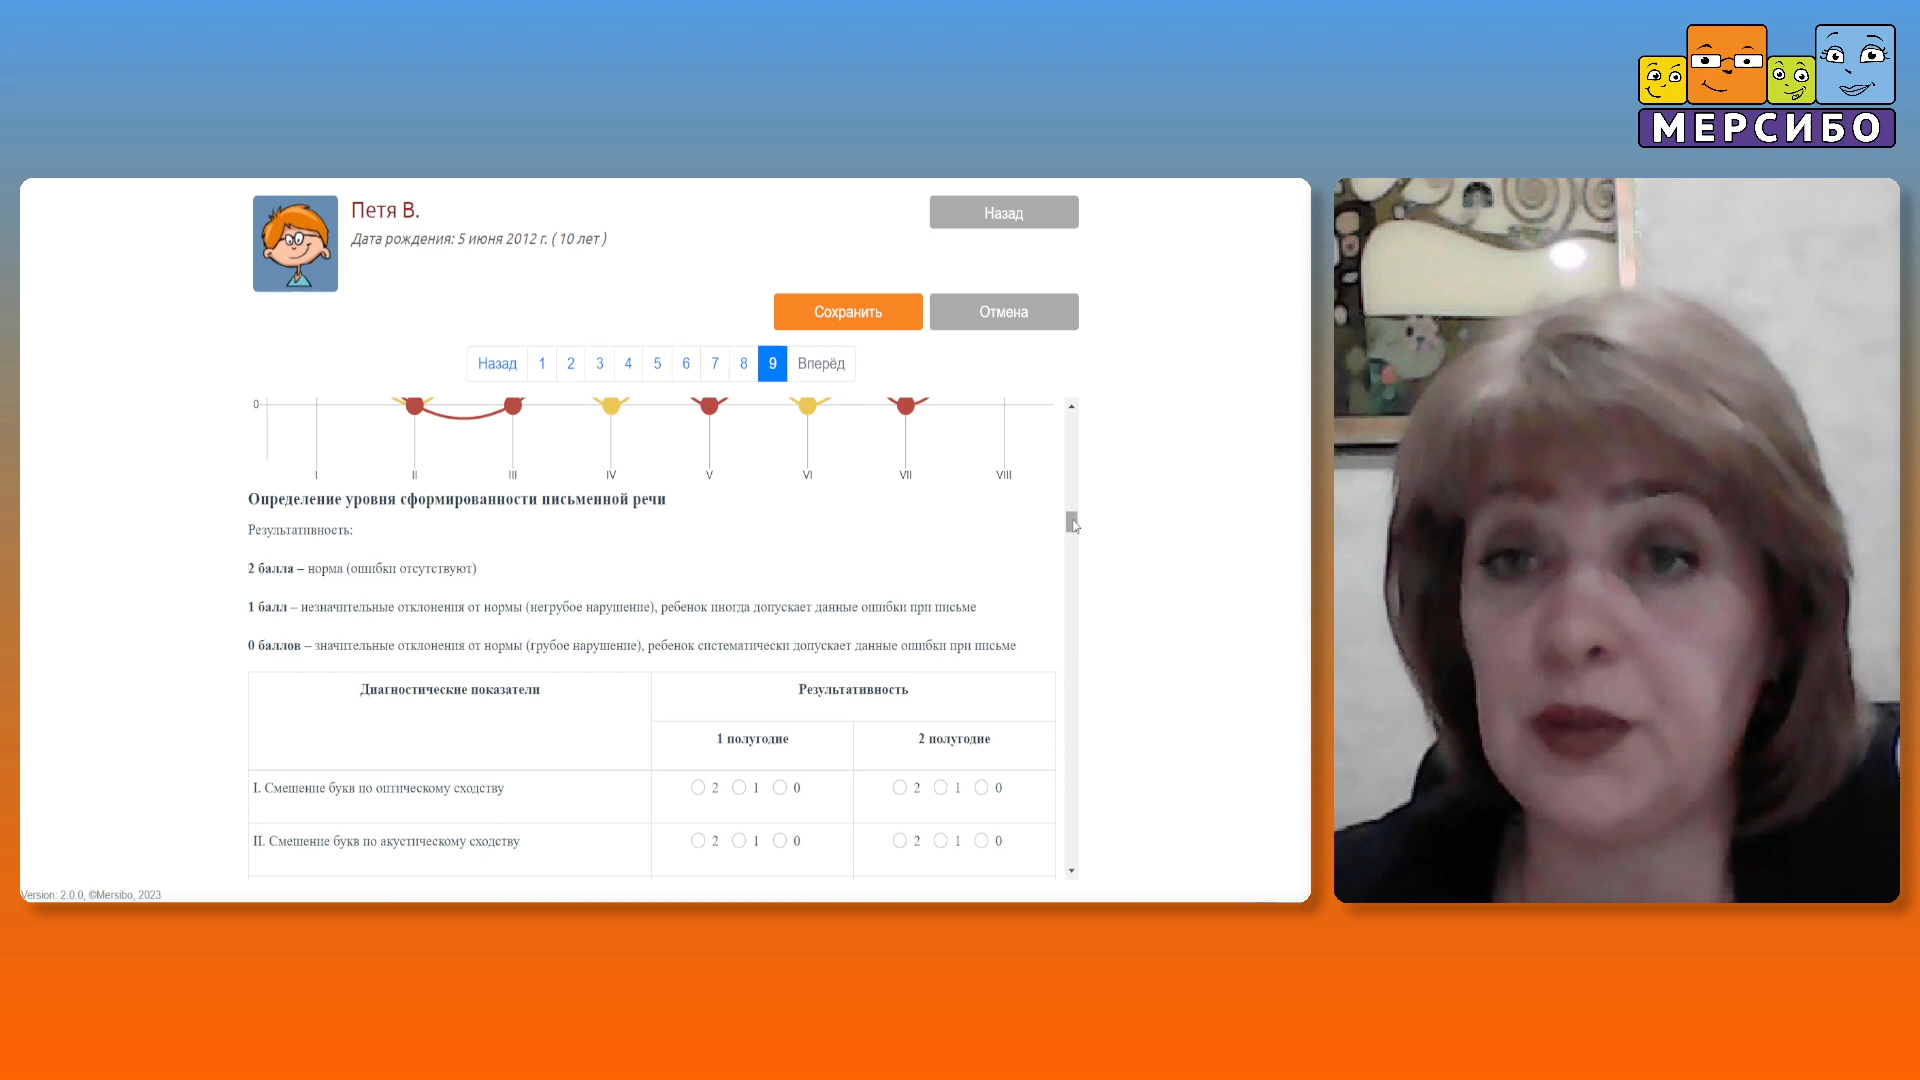 МЕРСИБО
Петя В.
Дата рождения: 5 июня 2012 г. ( 10 лет )
Назад
Сохранить
Отмена
Назад 1 2 3 4 5 6 7 8 9 Вперёд
0
I II III IV V VI VII VIII
Определение уровня сформированности письменной речи
Результативность:
2 балла – норма (ошибки отсутствуют)
1 балл – незначительные отклонения от нормы (негрубое нарушение), ребенок иногда допускает данные ошибки при письме
0 баллов – значительные отклонения от нормы (грубое нарушение), ребенок систематически допускает данные ошибки при письме
Диагностические показатели
Результативность
1 полугодие
2 полугодие
I. Смешение букв по оптическому сходству
2 1 0
2 1 0
II. Смешение букв по акустическому сходству
2 1 0
2 1 0
Version: 2.0.0, ©Mersibo, 2023